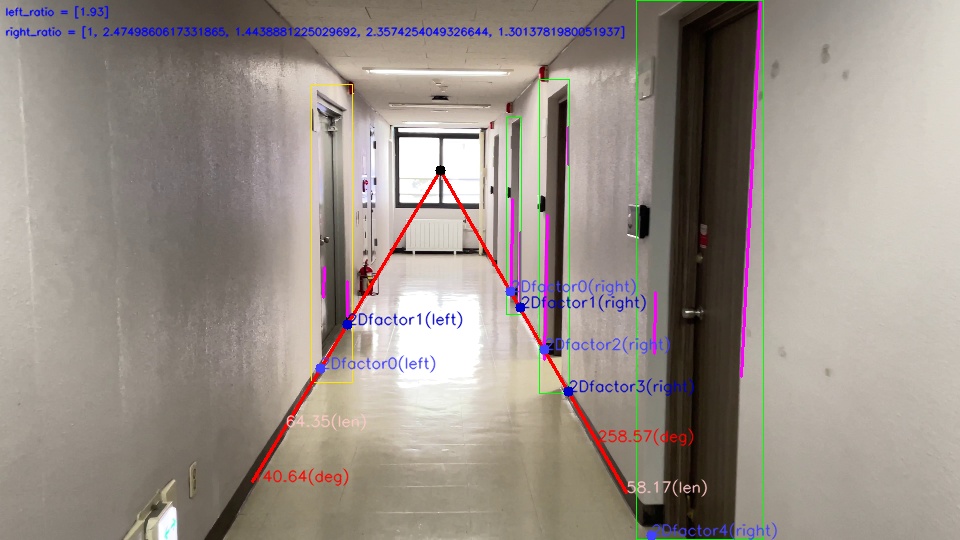 left_ratio = [1.93]
right_ratio = [1, 2.4749860617331865, 1.4438881225029692, 2.3574254049326644, 1.3013781980051937]
2Dfactor0(right)
2Dfactor1(right)
2Dfactor1(left)
2Dfactor2(right)
2Dfactor0(left)
2Dfactor3(right)
64.35(len)
258.57(deg)
40.64(deg)
58.17(len)
2Dfactor4(right)